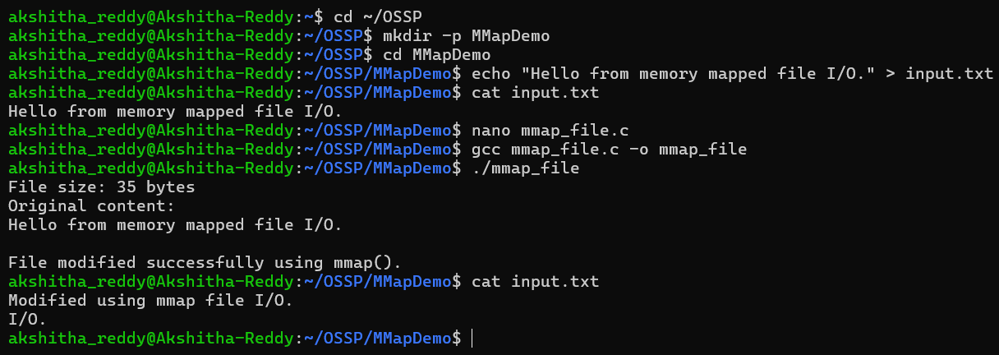 akshitha_reddy@Akshitha-Reddy:~$ cd ~/OSSP
akshitha_reddy@Akshitha-Reddy:~/OSSP$ mkdir -p MMapDemo
akshitha_reddy@Akshitha-Reddy:~/OSSP$ cd MMapDemo
akshitha_reddy@Akshitha-Reddy:~/OSSP/MMapDemo$ echo "Hello from memory mapped file I/O." > input.txt
akshitha_reddy@Akshitha-Reddy:~/OSSP/MMapDemo$ cat input.txt
Hello from memory mapped file I/O.
akshitha_reddy@Akshitha-Reddy:~/OSSP/MMapDemo$ nano mmap_file.c
akshitha_reddy@Akshitha-Reddy:~/OSSP/MMapDemo$ gcc mmap_file.c -o mmap_file
akshitha_reddy@Akshitha-Reddy:~/OSSP/MMapDemo$ ./mmap_file
File size: 35 bytes
Original content:
Hello from memory mapped file I/O.

File modified successfully using mmap().
akshitha_reddy@Akshitha-Reddy:~/OSSP/MMapDemo$ cat input.txt
Modified using mmap file I/O.
I/O.
akshitha_reddy@Akshitha-Reddy:~/OSSP/MMapDemo$